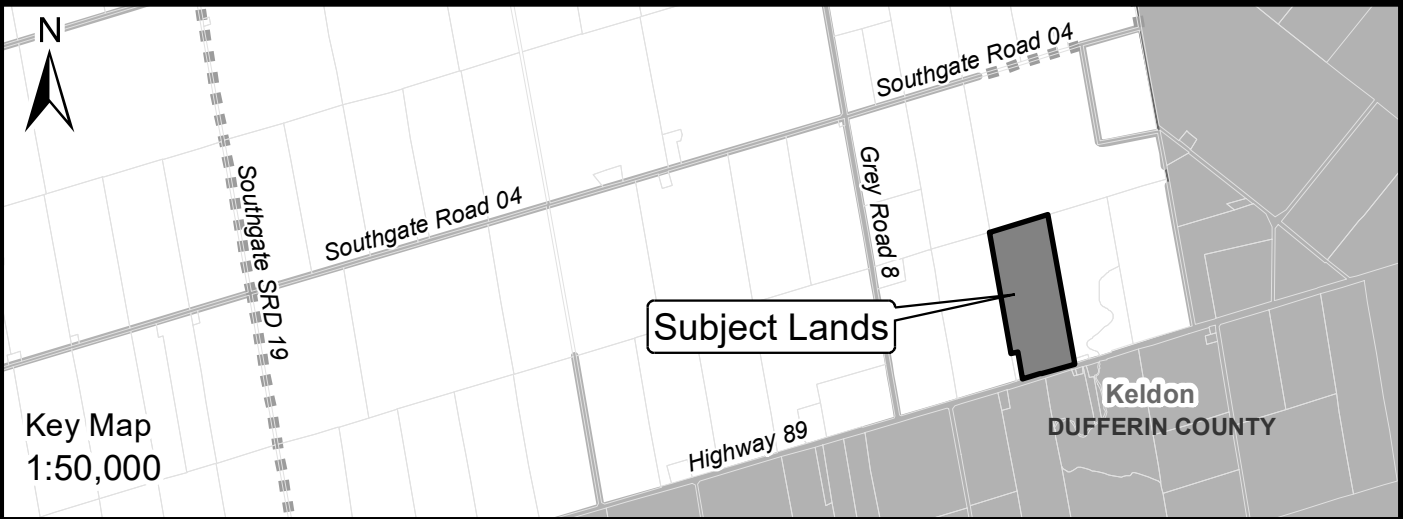 N
Southgate Road 04
Southgate SRD 19
Southgate Road 04
Grey Road 8
Subject Lands
Keldon
DUFFERIN COUNTY
Highway 89
Key Map
1:50,000